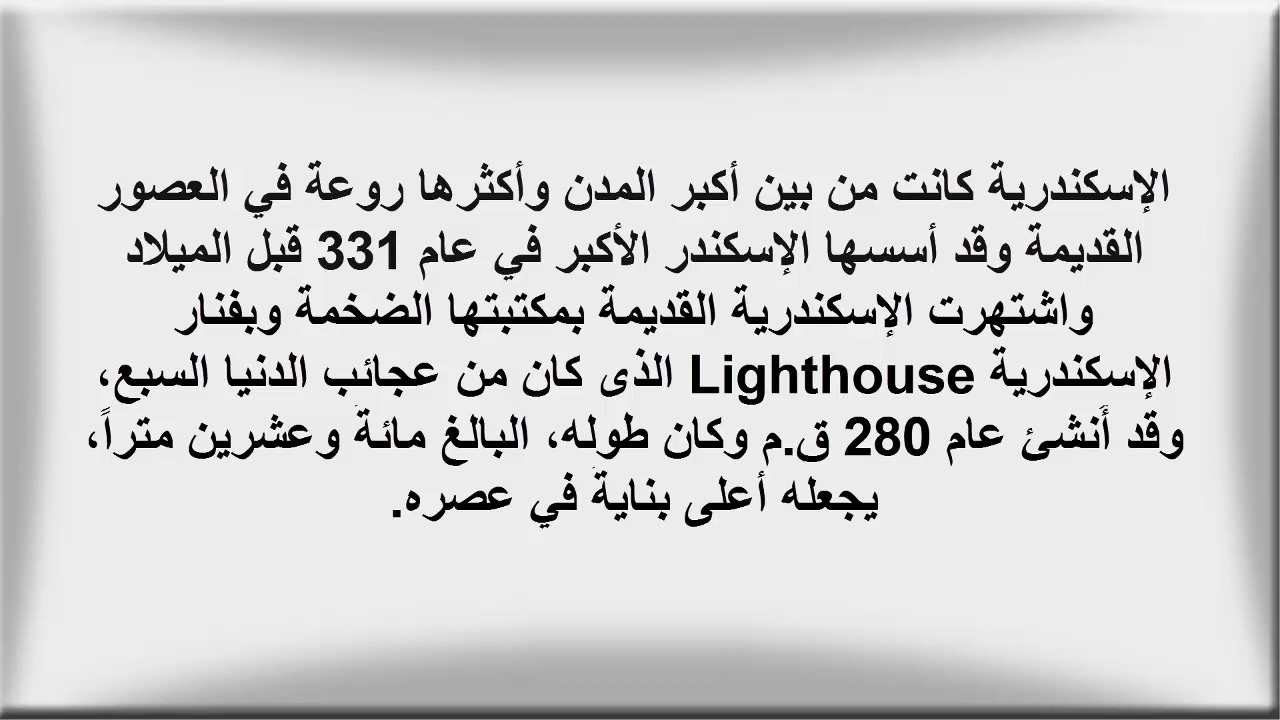 الإسكندرية كانت من بين أكبر المدن وأكثرها روعة في العصور
القديمة وقد أسسها الإسكندر الأكبر في عام 331 قبل الميلاد
واشتهرت الإسكندرية القديمة بمكتبتها الضخمة وبفنار
الإسكندرية Lighthouse الذى كان من عجائب الدنيا السبع،
وقد أُنشئ عام 280 ق.م وكان طوله، البالغ مائةَ وعشرين متراً،
يجعله أعلى بنايةَ في عصره.